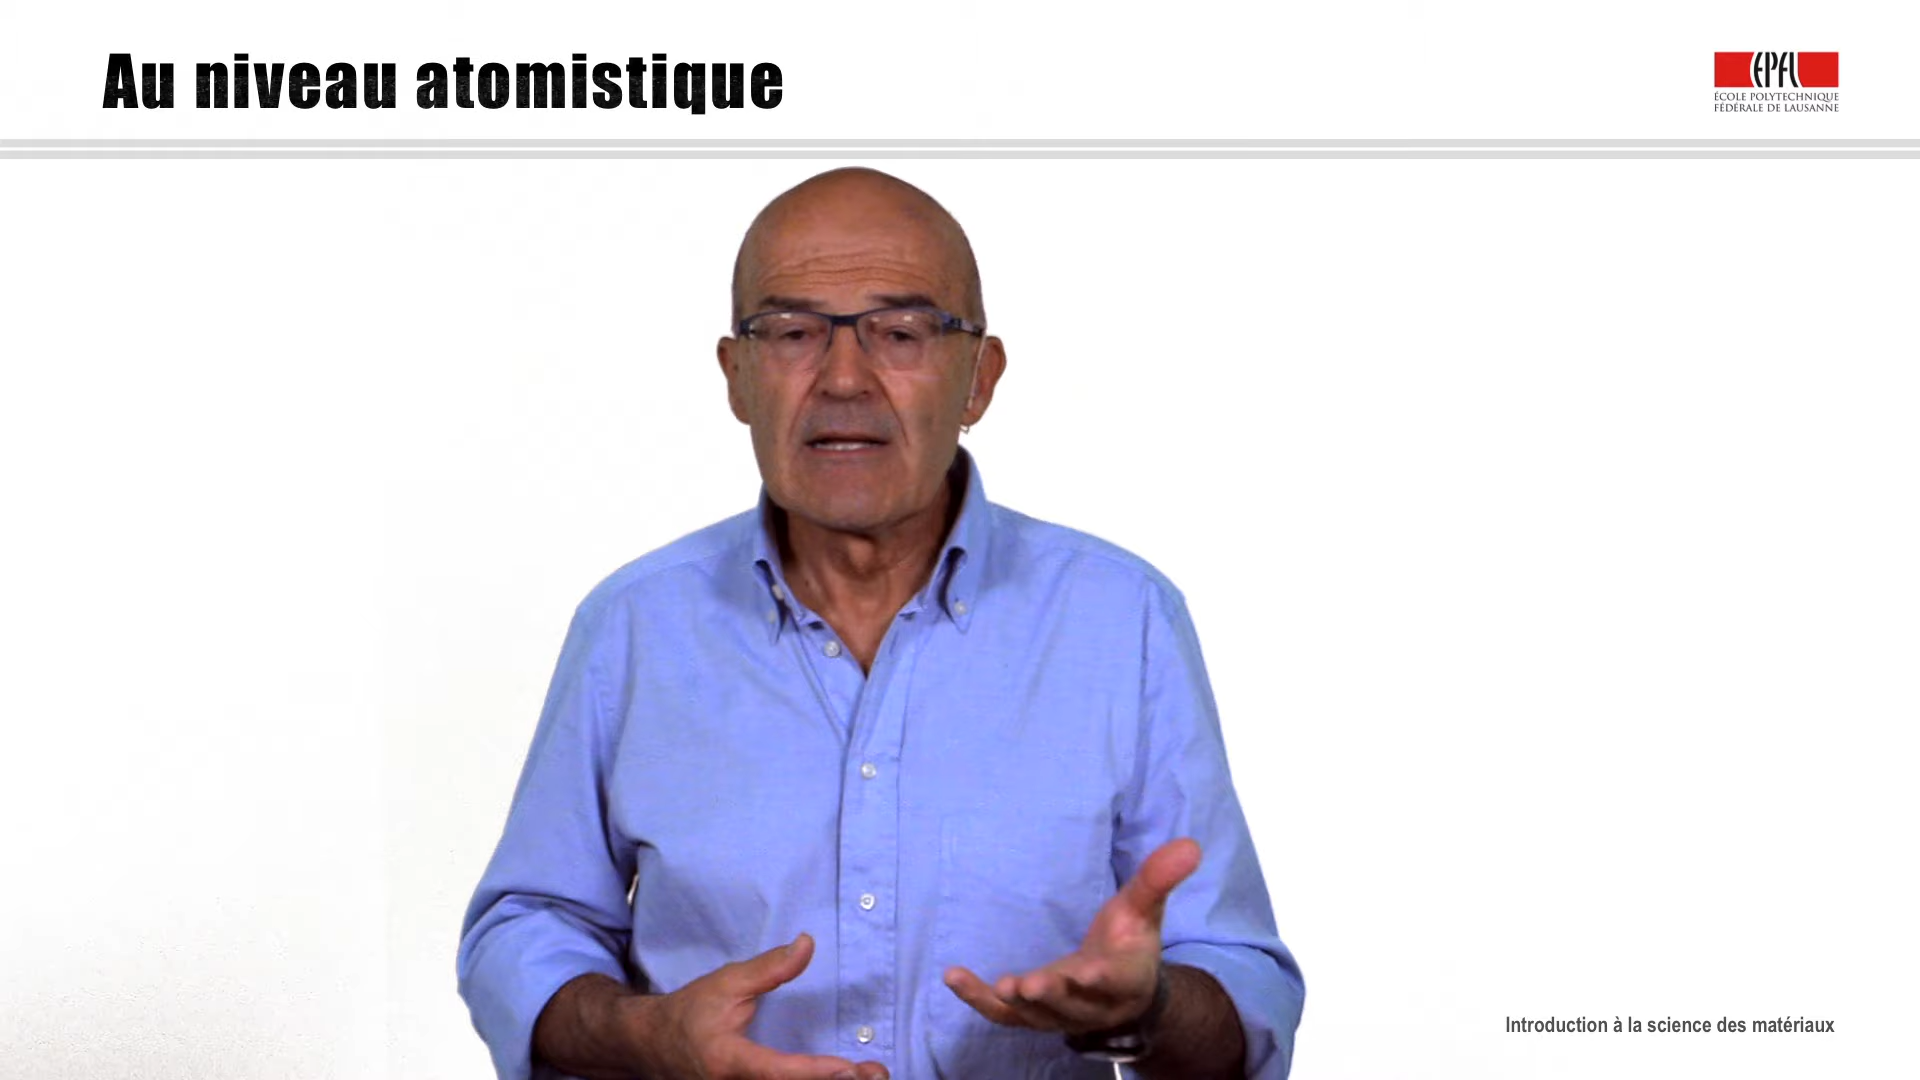 Au niveau atomistique
EPFL
ÉCOLE POLYTECHNIQUE
FÉDÉRALE DE LAUSANNE
Introduction à la science des matériaux